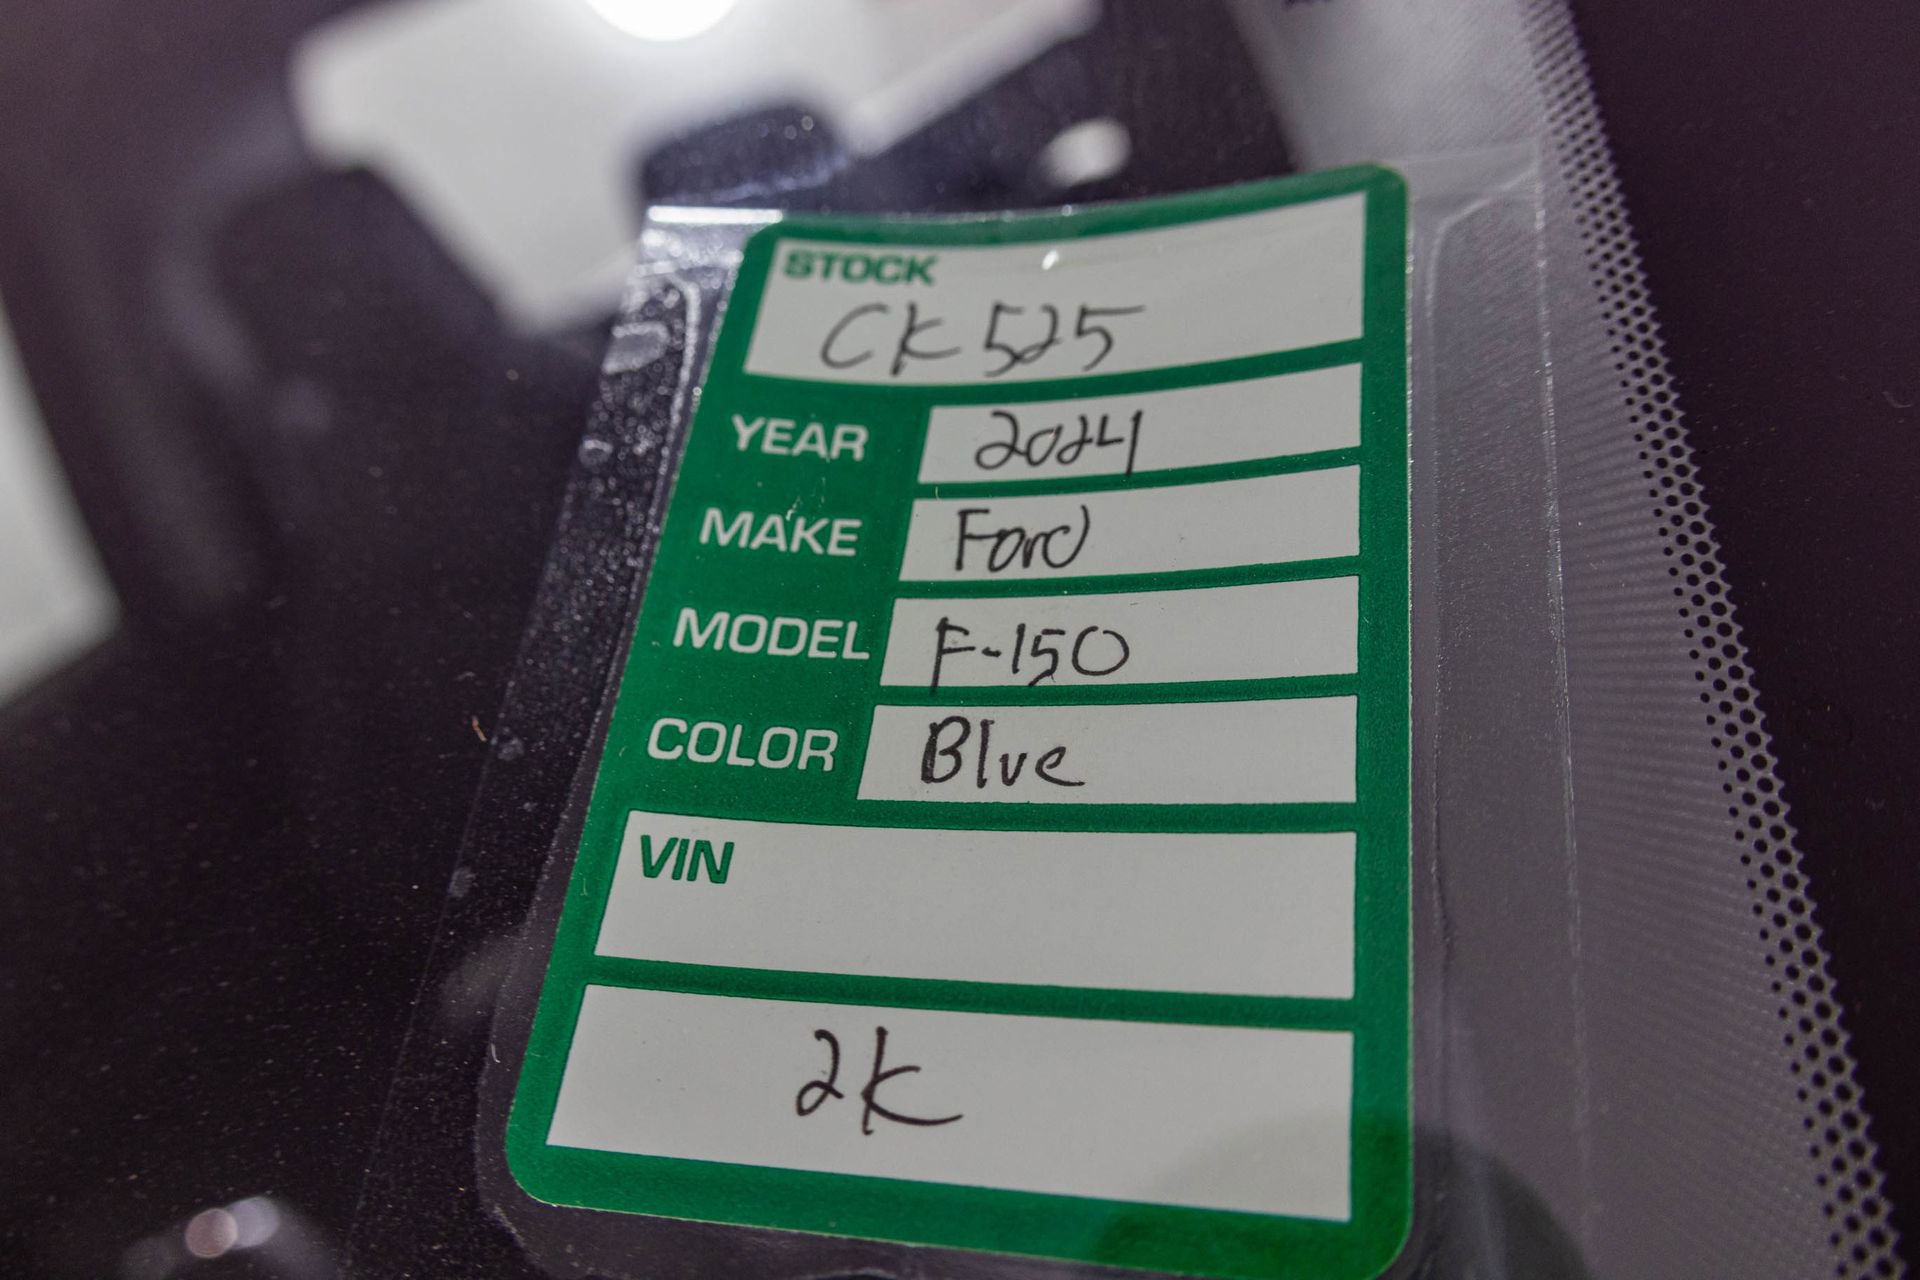 STOCK
CK525
YEAR 2024
MAKE Ford
MODEL F-150
COLOR Blue
VIN
2K